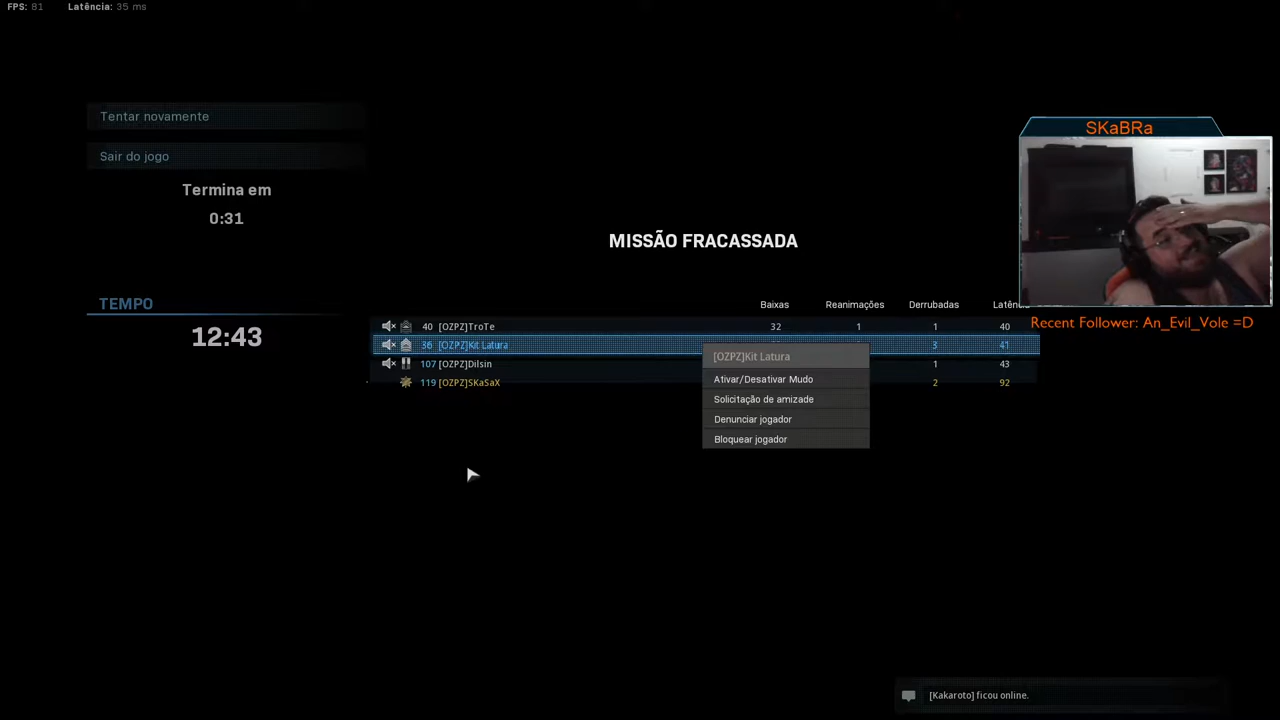 FPS: 81 Latência: 35 ms
Tentar novamente
Sair do jogo
Termina em
0:31
SKaBRa
MISSÃO FRACASSADA
TEMPO
12:43
Baixas Reanimações Derrubadas Latênc
40 [OZPZ]TroTe 32 1 1 40
36 [OZPZ]Kit Latura 3 41
107 [OZPZ]Dilsin 1 43
119 [OZPZ]SKaSaX 2 92
[OZPZ]Kit Latura
Ativar/Desativar Mudo
Solicitação de amizade
Denunciar jogador
Bloquear jogador
Recent Follower: An_Evil_Vole =D
[Kakaroto] ficou online.